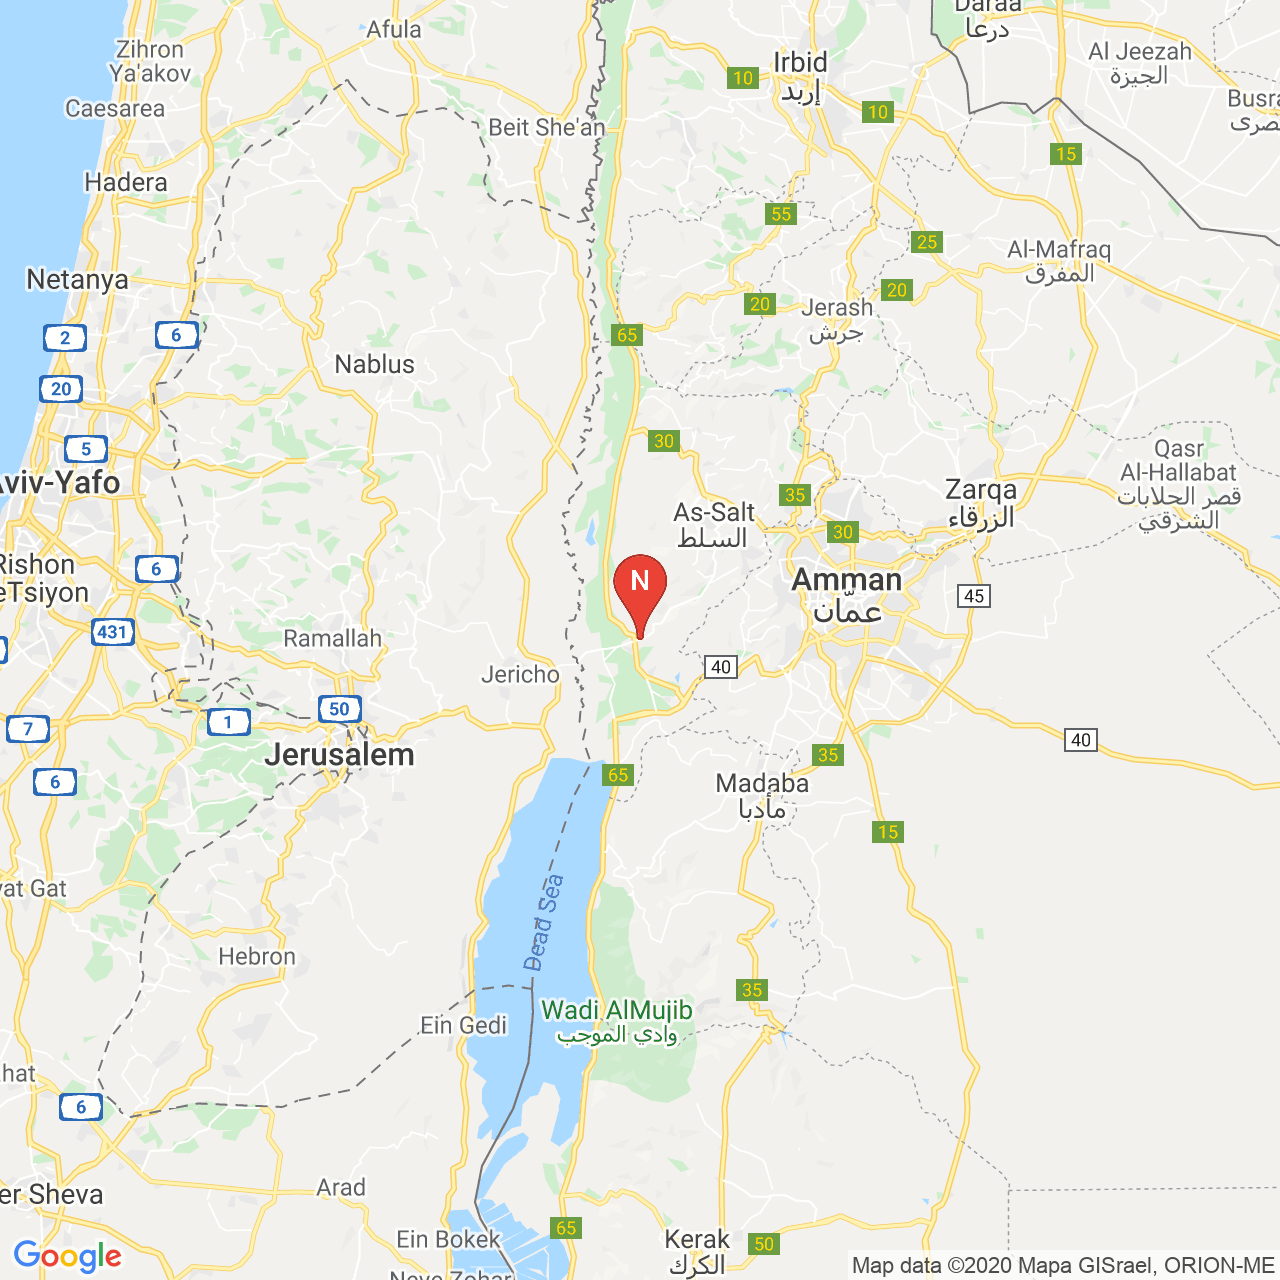 Afula
Daraa
درعا
Zihron
Ya'akov
Irbid
إربد
Al Jeezah
الجيزة
10
Caesarea
10
Busra
بصرى
Beit She'an
15
Hadera
55
25
Al-Mafraq
المفرق
Netanya
20
20
Jerash
جرش
2
6
65
Nablus
20
5
30
Qasr
Al-Hallabat
قصر الحلابات
الشرقي
Aviv-Yafo
35
Zarqa
الزرقاء
As-Salt
السلط
30
Rishon
LeTsiyon
6
N
Amman
عمّان
45
431
Ramallah
Jericho
40
50
1
7
Jerusalem
40
35
6
65
Madaba
مأدبا
15
yat Gat
Dead Sea
Hebron
35
Wadi AlMujib
وادي الموجب
Ein Gedi
hat
6
Arad
er Sheva
65
Ein Bokek
Kerak
الكرك
50
Google
Neve Zohar
Map data ©2020 Mapa GISrael, ORION-ME